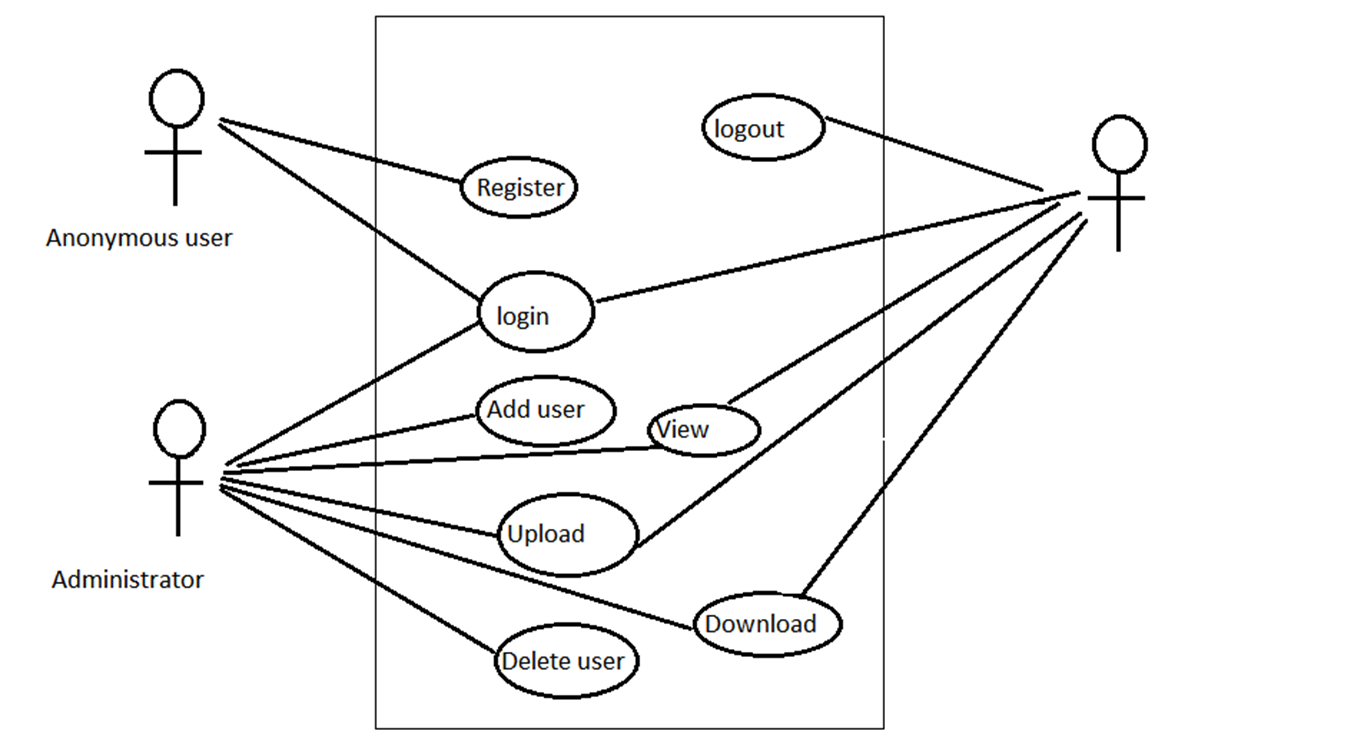 logout
Register
Anonymous user
login
Add user
View
Upload
Administrator
Download
Delete user